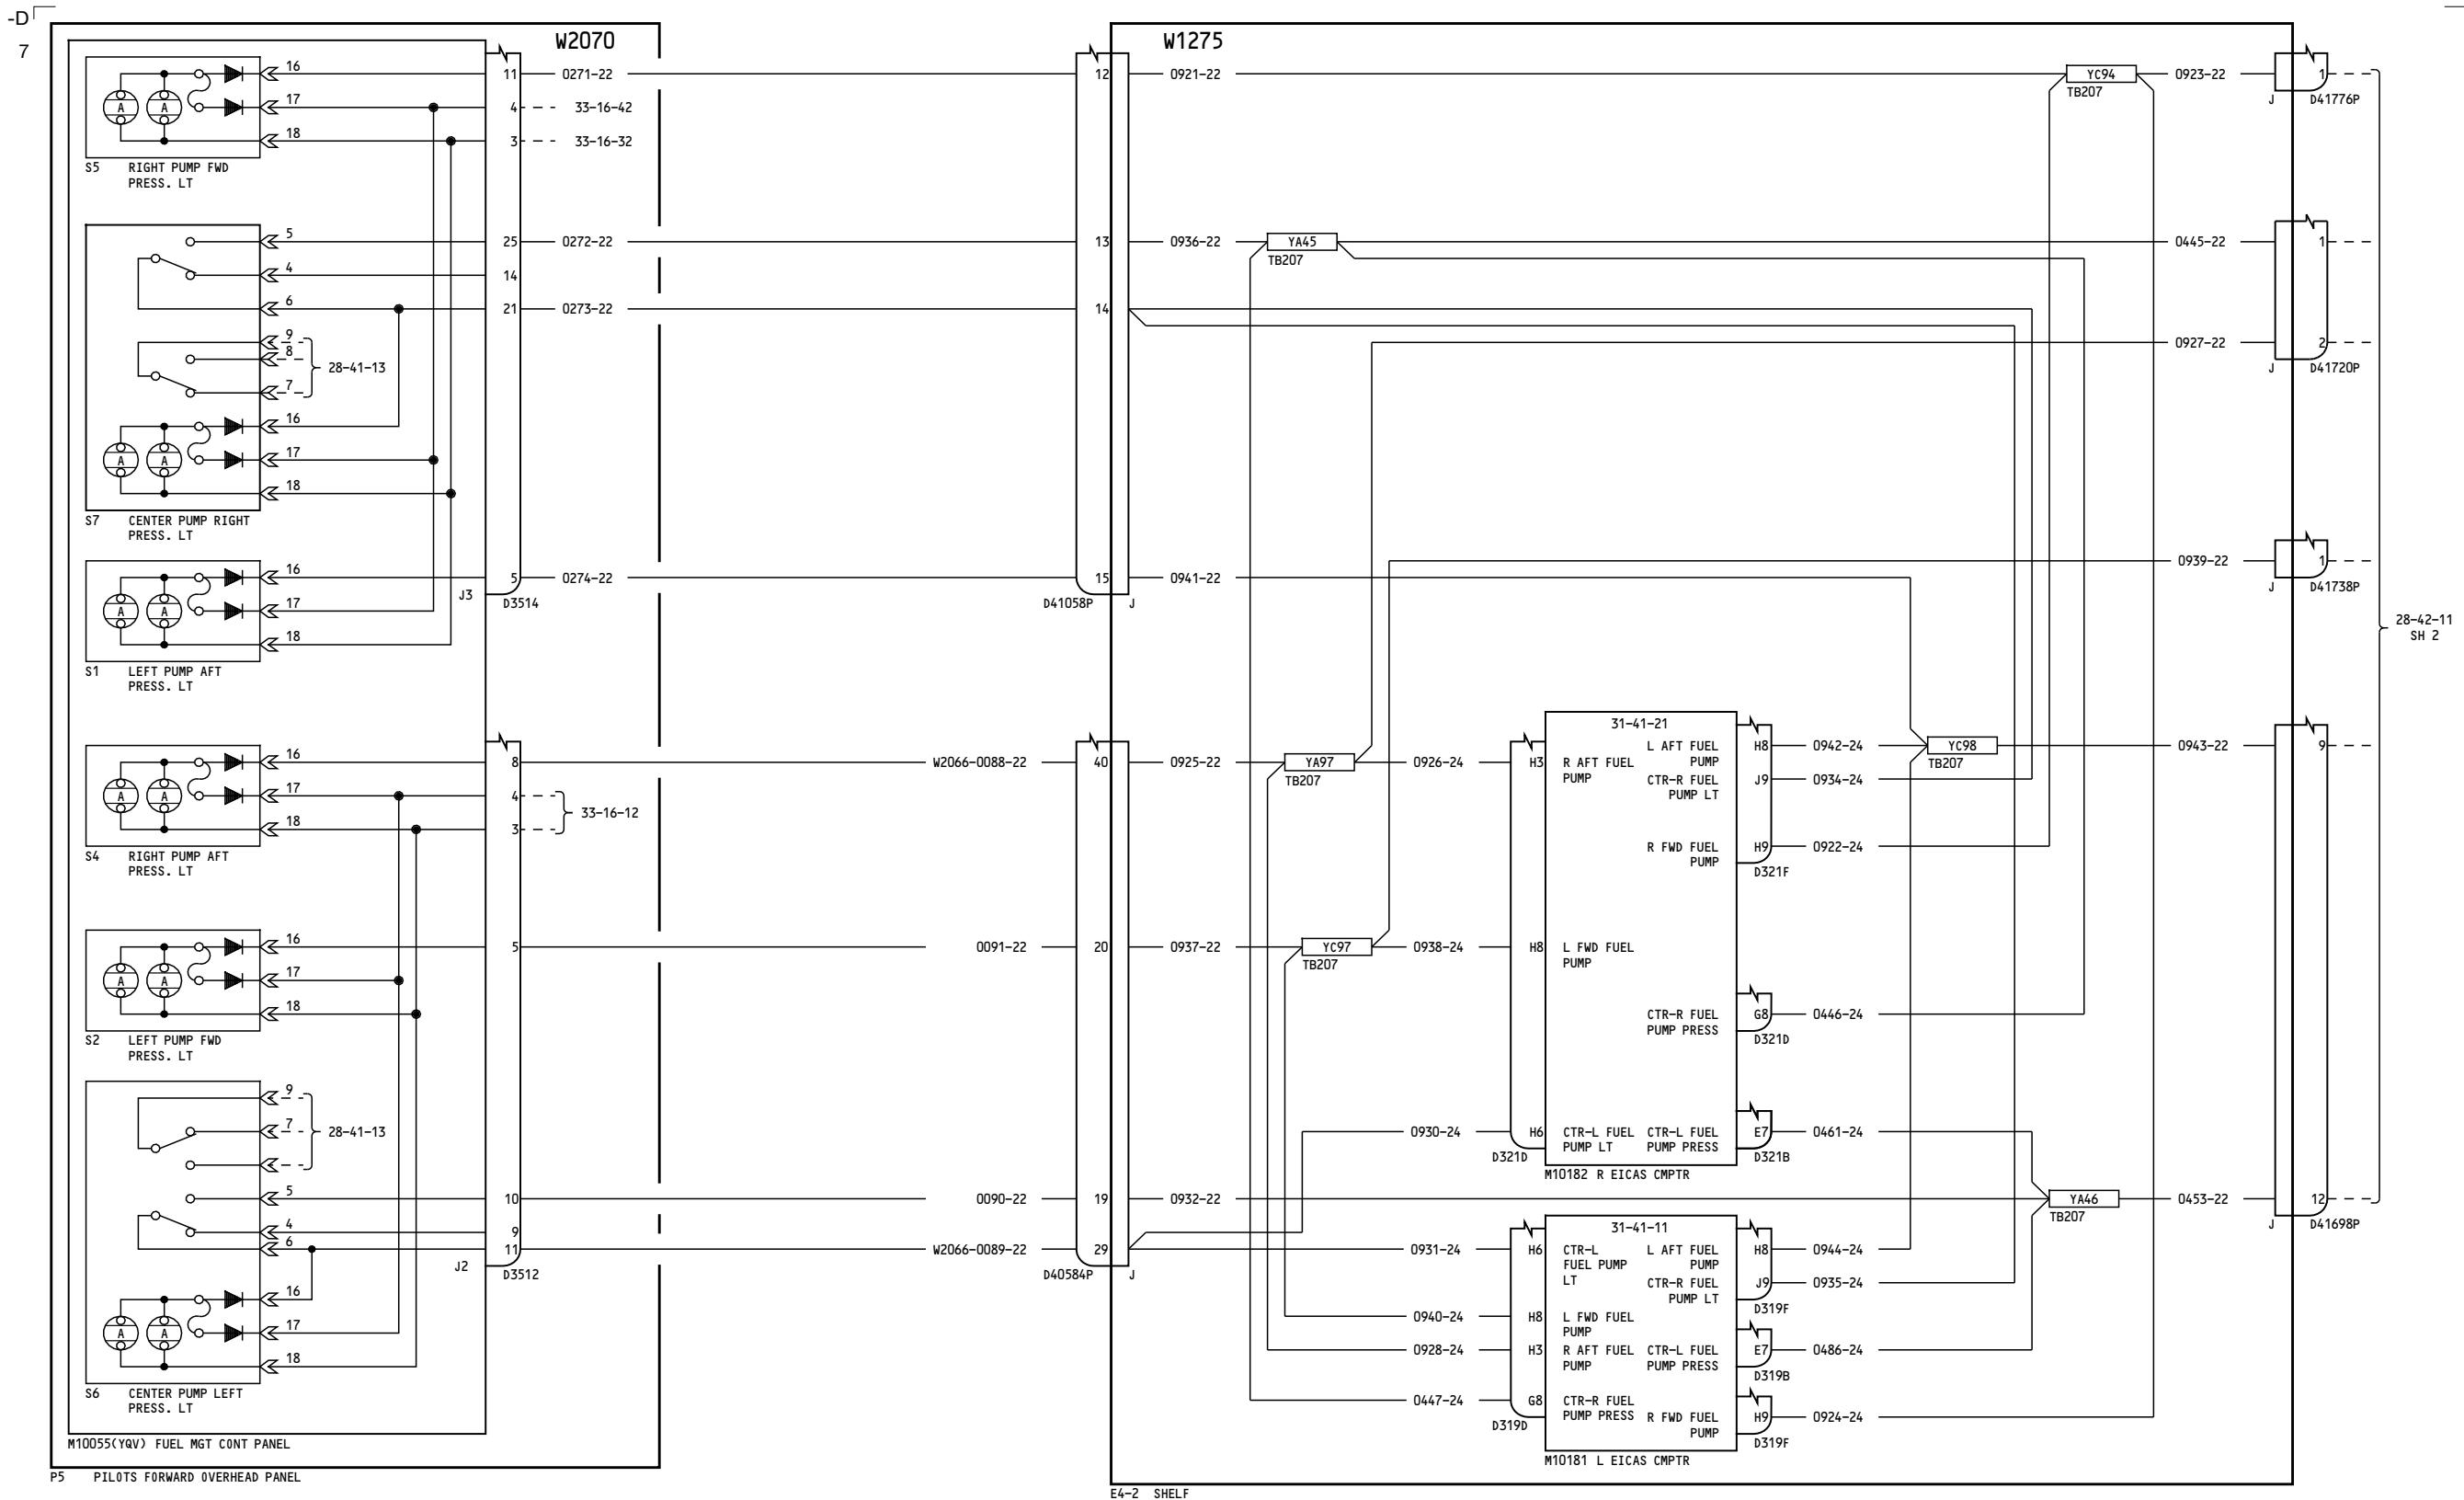 -D
7
W2070
W1275
16
11
0271-22
12
0921-22
YC94
TB207
0923-22
1
J
D41776P
A
A
17
4
33-16-42
18
3
33-16-32
S5
RIGHT PUMP FWD
PRESS. LT
5
25
0272-22
13
0936-22
YA45
TB207
0445-22
1
4
14
6
21
0273-22
14
9
8
28-41-13
7
0927-22
2
J
D41720P
16
A
A
17
18
S7
CENTER PUMP RIGHT
PRESS. LT
0939-22
1
J
D41738P
16
5
0274-22
15
0941-22
J3
D3514
D41058P
J
A
A
17
18
S1
LEFT PUMP AFT
PRESS. LT
28-42-11
SH 2
16
8
W2066-0088-22
40
0925-22
YA97
TB207
0926-24
H3
R AFT FUEL
PUMP
31-41-21
L AFT FUEL
PUMP
H8
0942-24
YC98
TB207
0943-22
9
CTR-R FUEL
PUMP LT
J9
0934-24
A
A
17
4
33-16-12
18
3
S4
RIGHT PUMP AFT
PRESS. LT
R FWD FUEL
PUMP
H9
0922-24
D321F
16
5
0091-22
20
0937-22
YC97
TB207
0938-24
H8
L FWD FUEL
PUMP
A
A
17
18
S2
LEFT PUMP FWD
PRESS. LT
CTR-R FUEL
PUMP PRESS
G8
0446-24
D321D
9
7
28-41-13
0930-24
H6
D321D
CTR-L FUEL
PUMP LT
CTR-L FUEL
PUMP PRESS
E7
0461-24
D321B
M10182 R EICAS CMPTR
5
10
0090-22
19
0932-22
YA46
TB207
0453-22
12
J
D41698P
4
9
6
11
W2066-0089-22
29
J2
D3512
D40584P
J
0931-24
H6
CTR-L
FUEL PUMP
LT
31-41-11
L AFT FUEL
PUMP
H8
0944-24
CTR-R FUEL
PUMP LT
J9
0935-24
D319F
16
0940-24
H8
L FWD FUEL
PUMP
A
A
17
0928-24
H3
R AFT FUEL
PUMP
CTR-L FUEL
PUMP PRESS
E7
0486-24
D319B
18
0447-24
G8
D319D
CTR-R FUEL
PUMP PRESS
R FWD FUEL
PUMP
H9
0924-24
D319F
S6
CENTER PUMP LEFT
PRESS. LT
M10181 L EICAS CMPTR
M10055(YQV) FUEL MGT CONT PANEL
P5
PILOTS FORWARD OVERHEAD PANEL
E4-2 SHELF